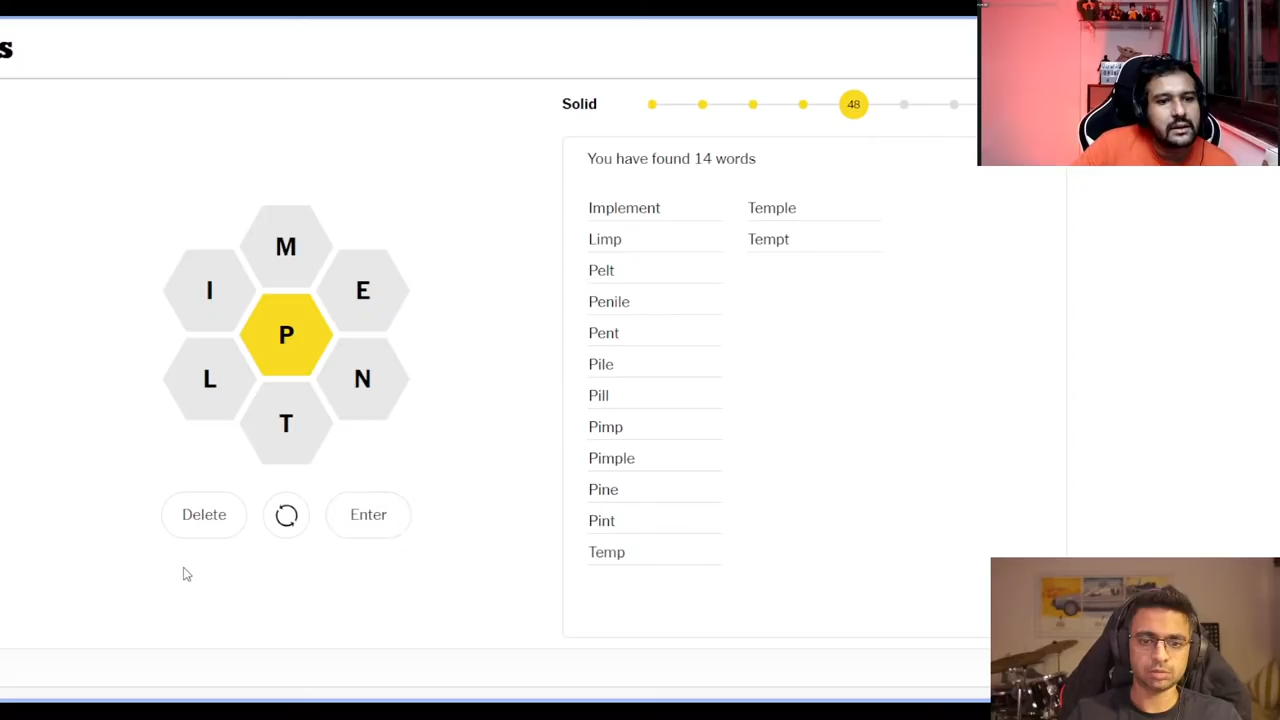 s
Solid
48
You have found 14 words
Implement
Limp
Pelt
Penile
Pent
Pile
Pill
Pimp
Pimple
Pine
Pint
Temp
Temple
Tempt
M
I
E
P
L
N
T
Delete
Enter